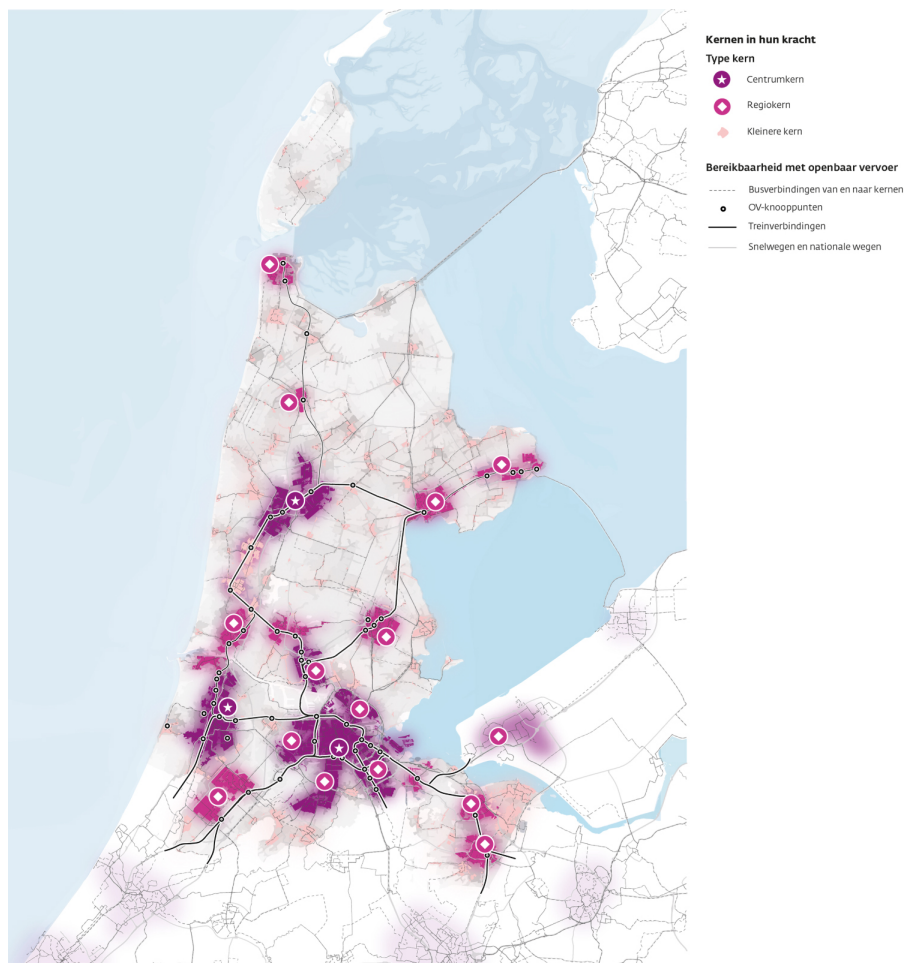 Kernen in hun kracht
Type kern
Centrumkern
Regiokern
Kleinere kern
Bereikbaarheid met openbaar vervoer
Busverbindingen van en naar kernen
OV-knooppunten
Treinverbindingen
Snelwegen en nationale wegen